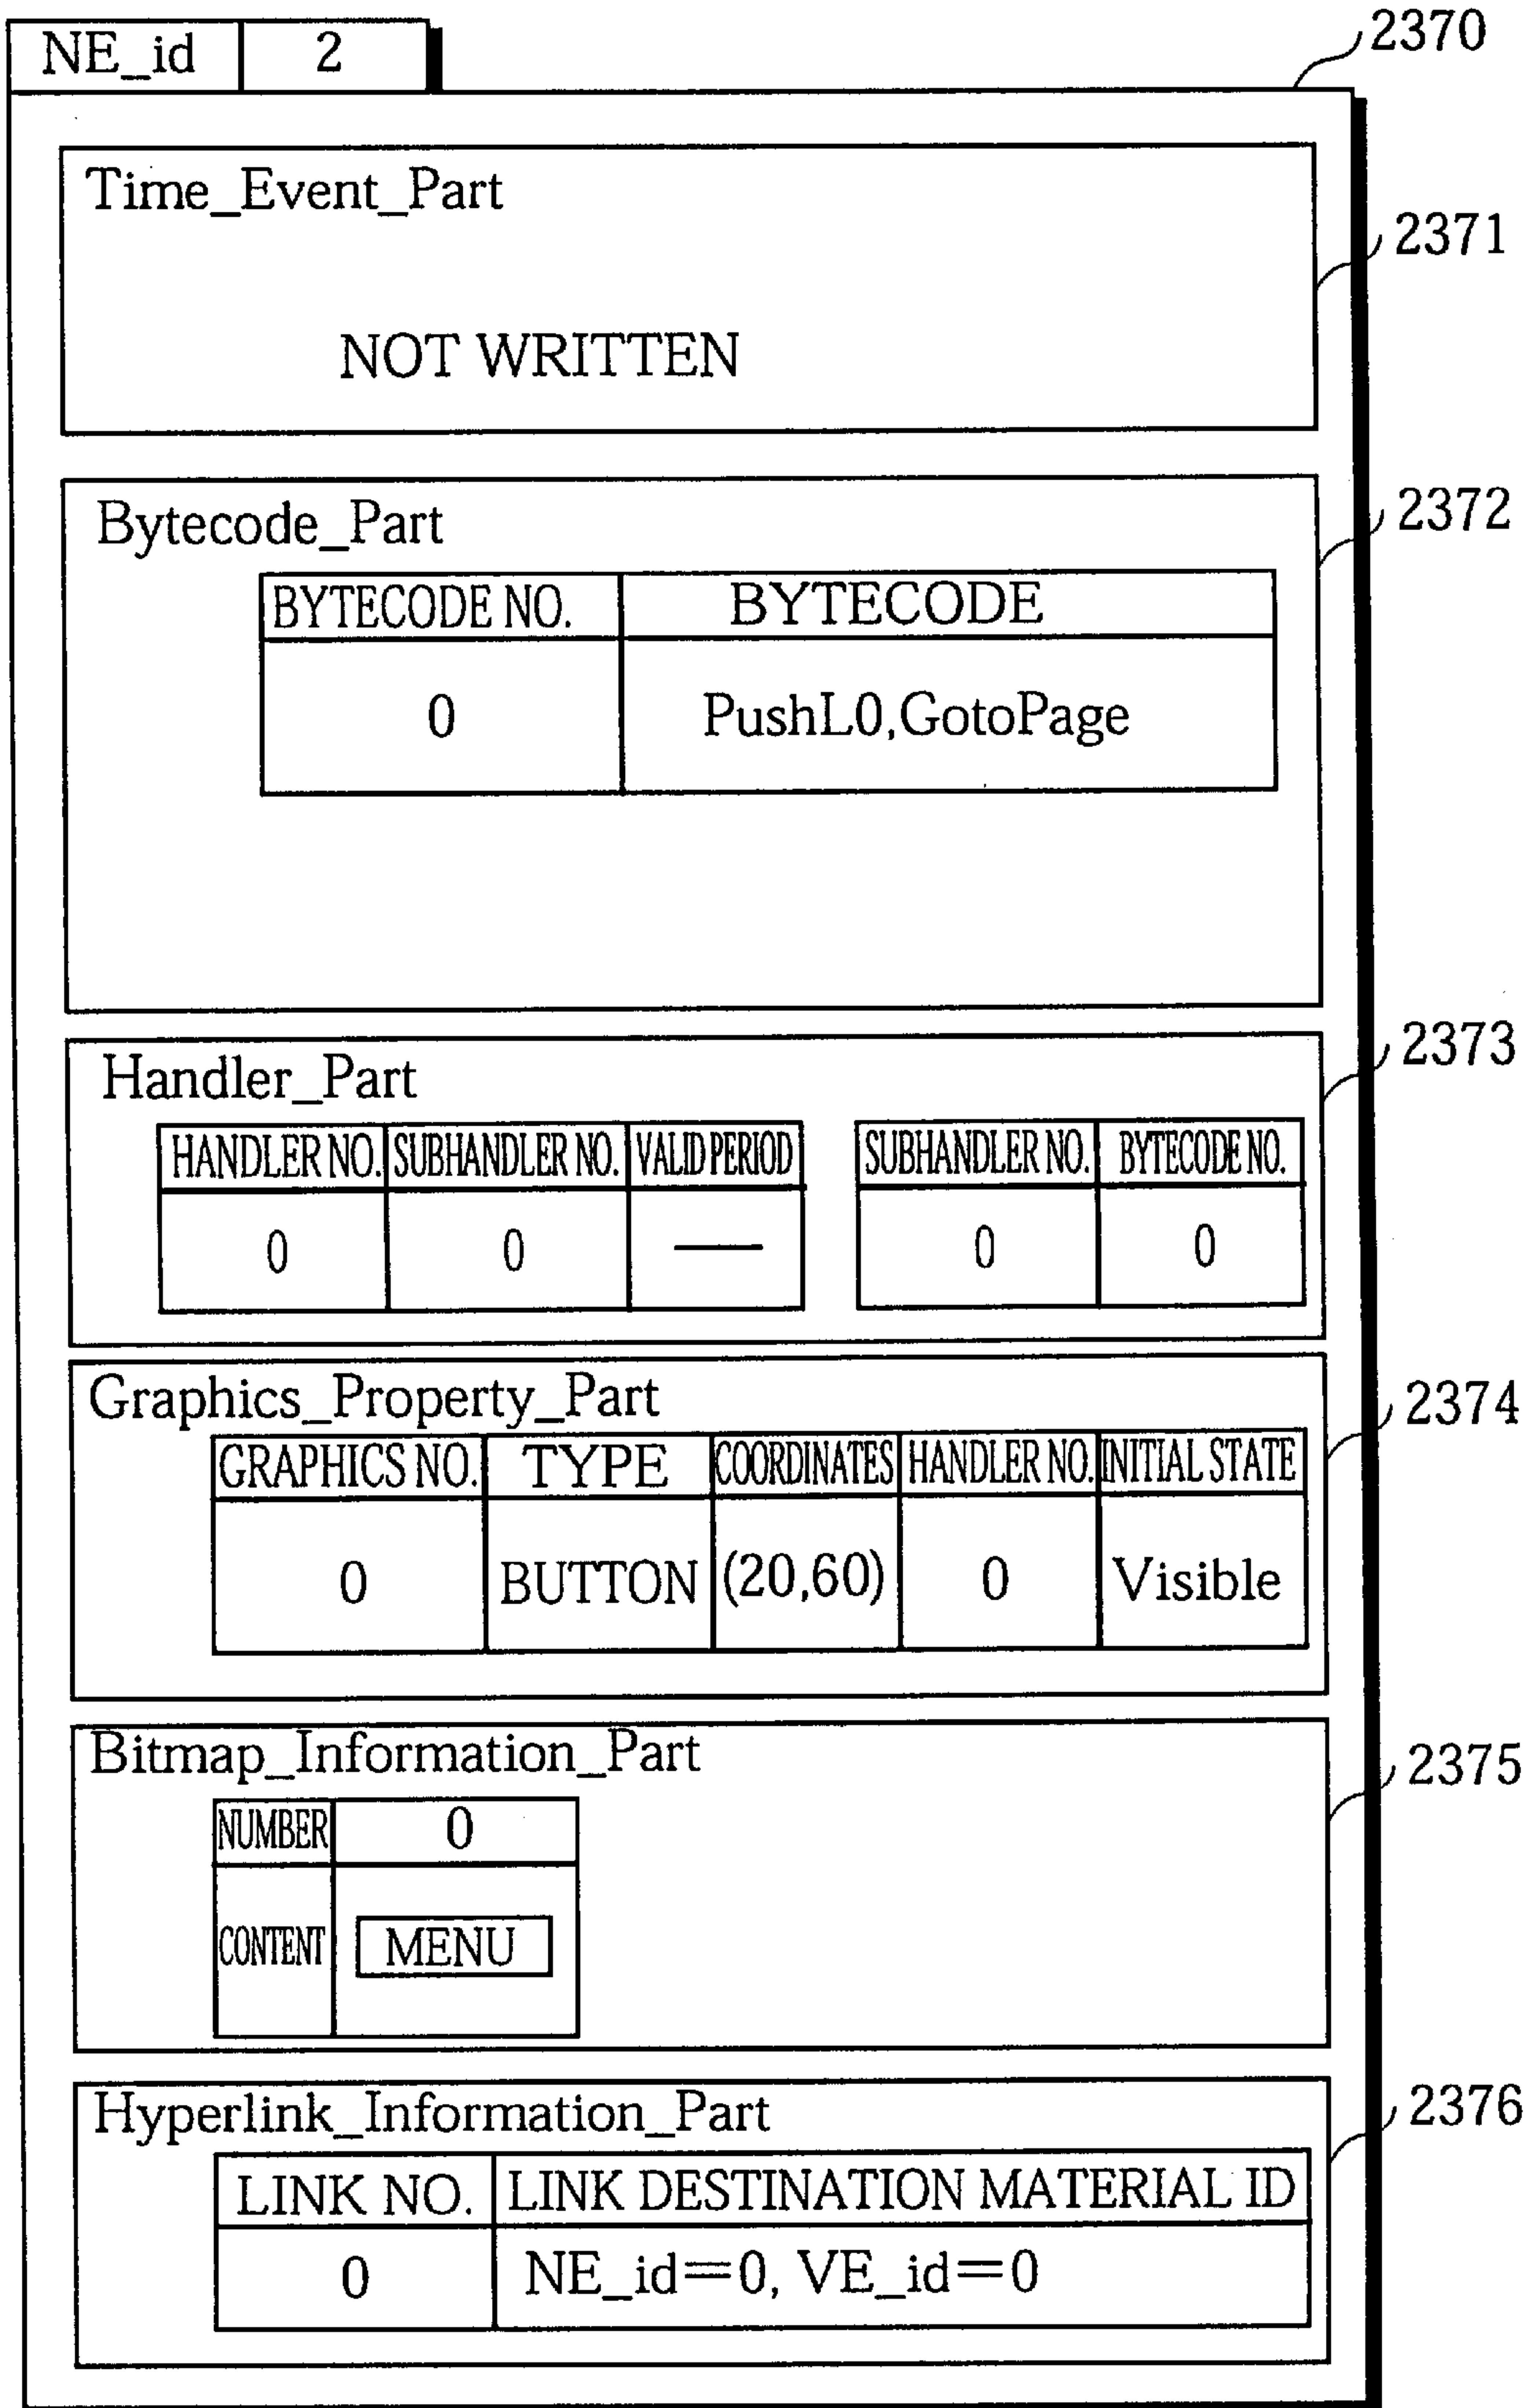 NE_id 2
2370
Time_Event_Part
2371
NOT WRITTEN
Bytecode_Part
2372
BYTECODE NO. BYTECODE
0 PushL0,GotoPage
2373
Handler_Part
HANDLER NO. SUBHANDLER NO. VALID PERIOD SUBHANDLER NO. BYTECODE NO.
0 0 — 0 0
Graphics_Property_Part
2374
GRAPHICS NO. TYPE COORDINATES HANDLER NO. INITIAL STATE
0 BUTTON (20,60) 0 Visible
Bitmap_Information_Part
2375
NUMBER 0
CONTENT MENU
Hyperlink_Information_Part
2376
LINK NO. LINK DESTINATION MATERIAL ID
0 NE_id=0, VE_id=0